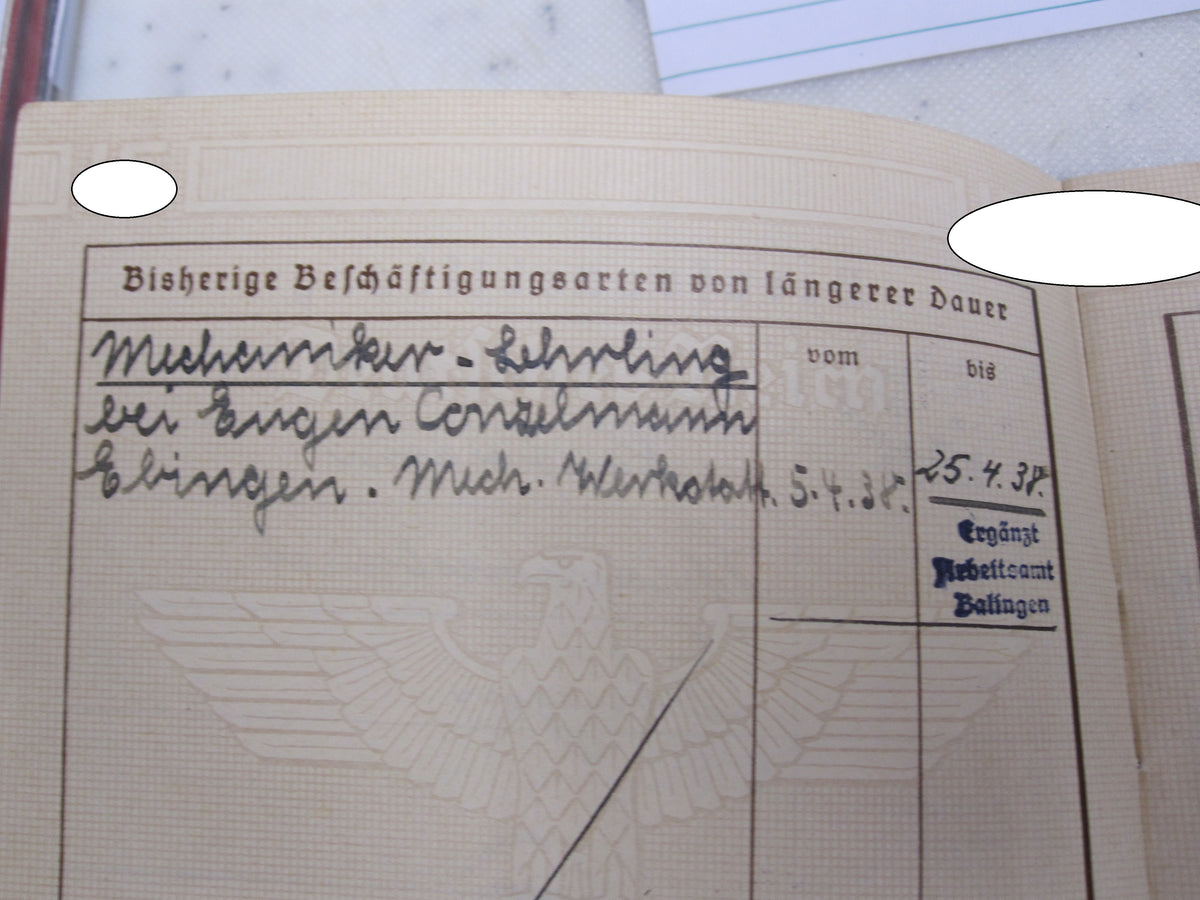 Bisherige Beschäftigungsarten von längerer Dauer
vom
bis
Mechaniker - Lehrling
bei Eugen Conzelmann
Ebingen. Mech. Werkstatt. 5.4.38. 25.4.38.
Ergänzt
Arbeitsamt
Balingen